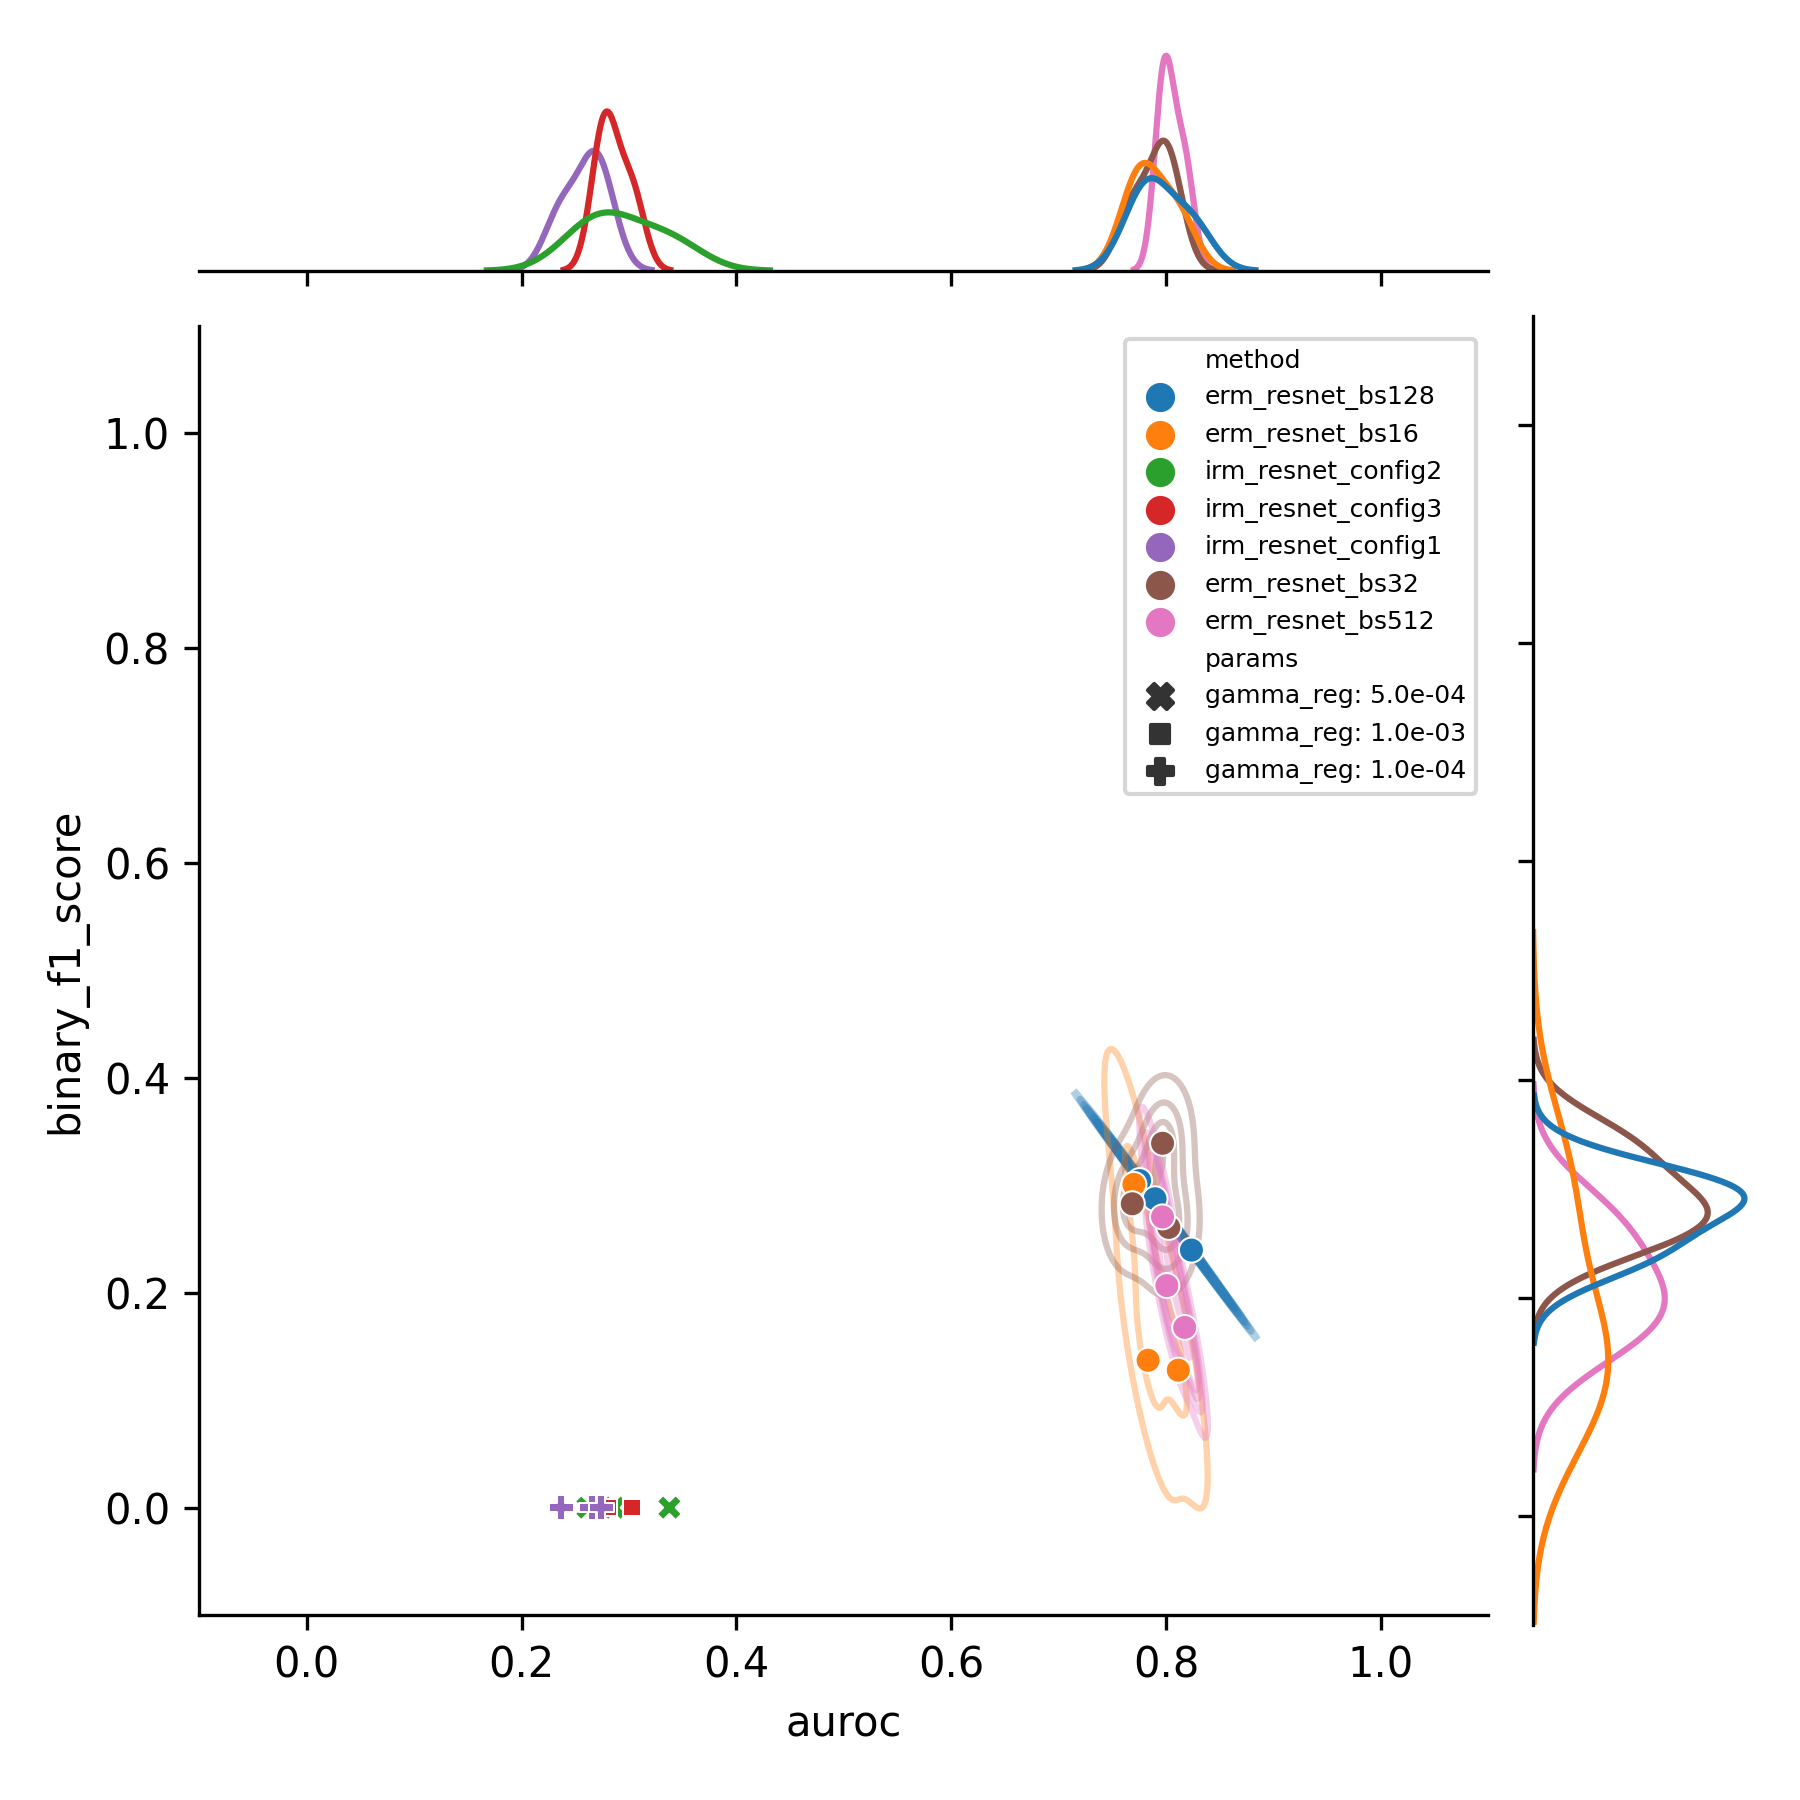 method
erm_resnet_bs128
erm_resnet_bs16
irm_resnet_config2
irm_resnet_config3
irm_resnet_config1
erm_resnet_bs32
erm_resnet_bs512
params
gamma_reg: 5.0e-04
gamma_reg: 1.0e-03
gamma_reg: 1.0e-04
binary_f1_score
1.0
0.8
0.6
0.4
0.2
0.0
0.0 0.2 0.4 0.6 0.8 1.0
auroc